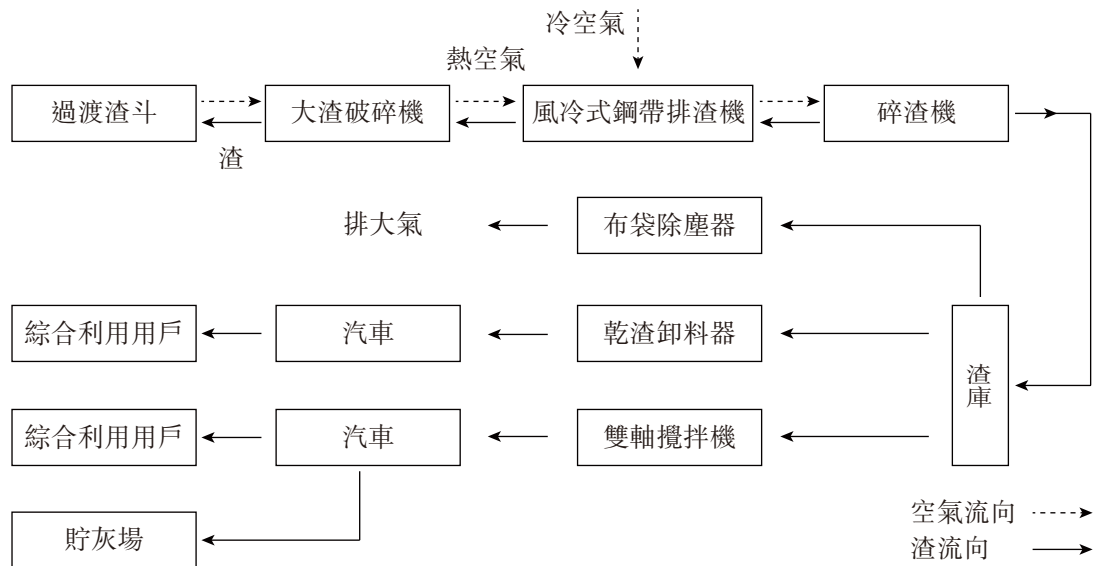 冷空氣
熱空氣
過渡渣斗
大渣破碎機
風冷式鋼帶排渣機
碎渣機
渣
排大氣
布袋除塵器
綜合利用用戶
汽車
乾渣卸料器
渣庫
綜合利用用戶
汽車
雙軸攪拌機
貯灰場
空氣流向
渣流向